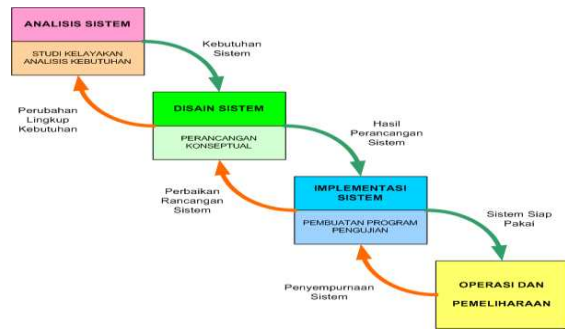 ANALISIS SISTEM
STUDI KELAYAKAN
ANALISIS KEBUTUHAN
Kebutuhan
Sistem
Perubahan
Lingkup
Kebutuhan
DISAIN SISTEM
PERANCANGAN
KONSEPTUAL
Hasil
Perancangan
Sistem
Perbaikan
Rancangan
Sistem
IMPLEMENTASI
SISTEM
PEMBUATAN PROGRAM
PENGUJIAN
Sistem Siap
Pakai
Penyempurnaan
Sistem
OPERASI DAN
PEMELIHARAAN